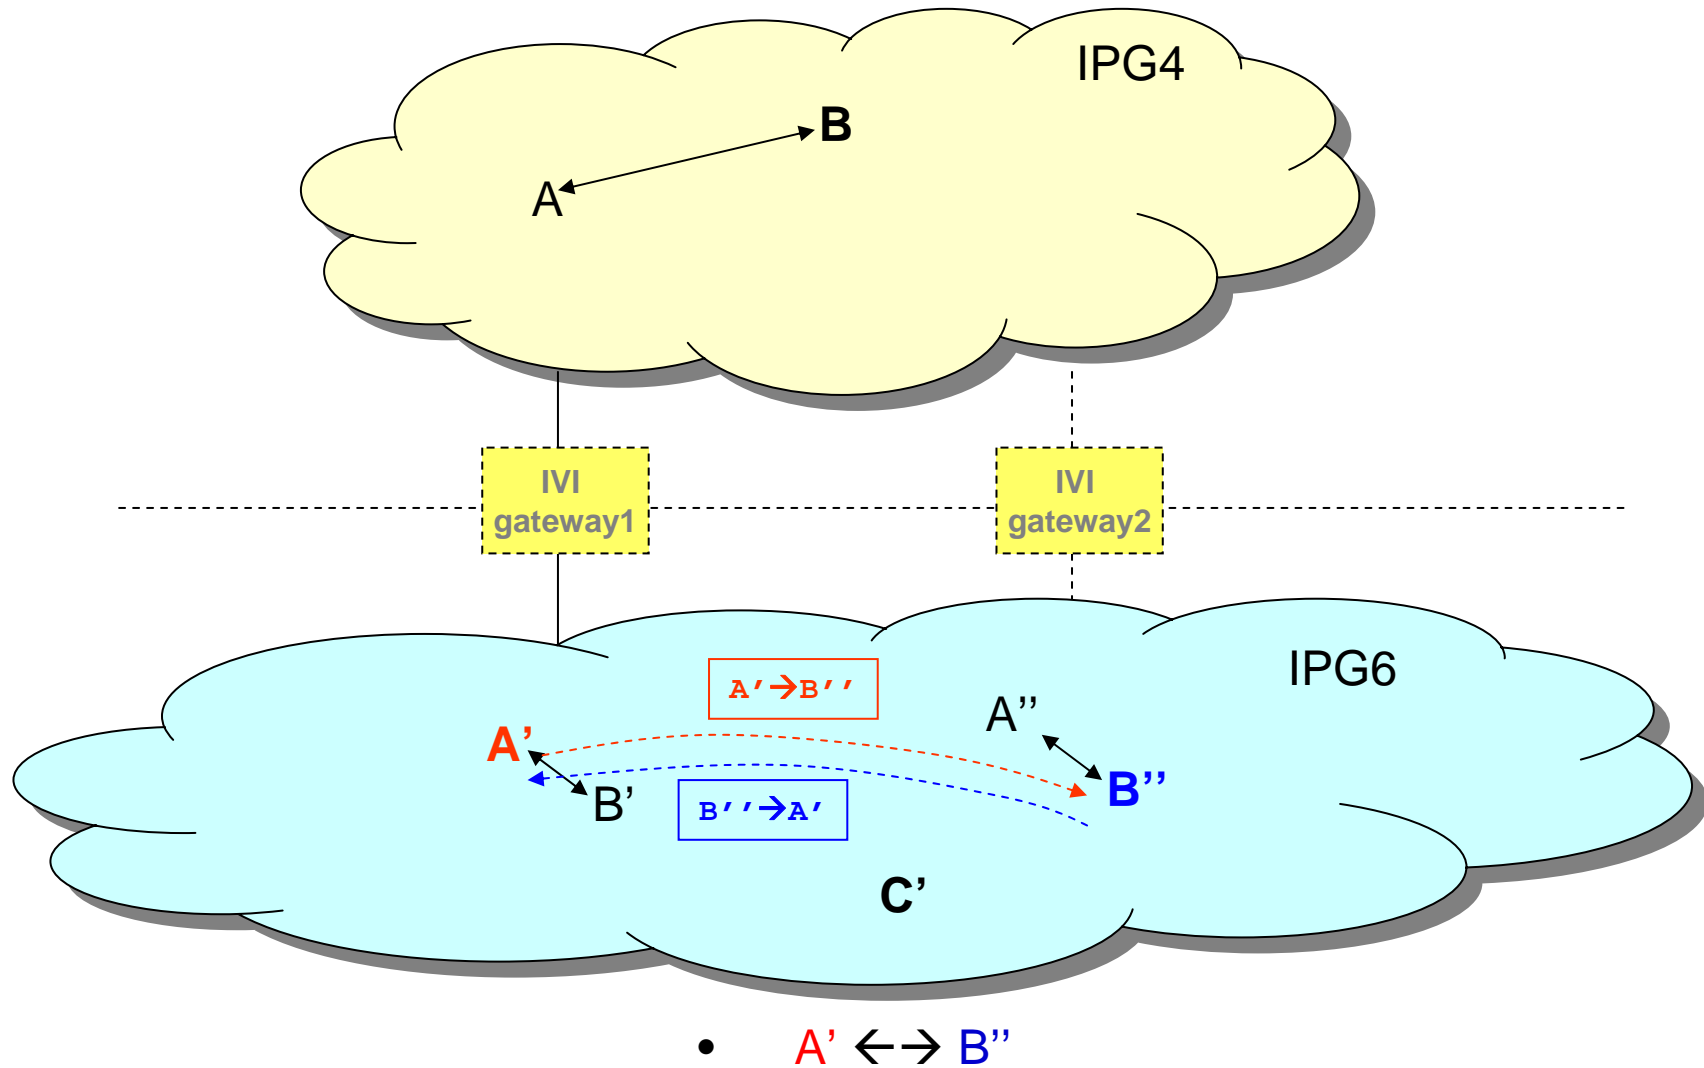 IPG4
B
A
IVI
gateway1
IVI
gateway2
IPG6
A’→B’’
A’’
A’
B’’
B’
B’’→A’
C’
• A’ ←→ B’’